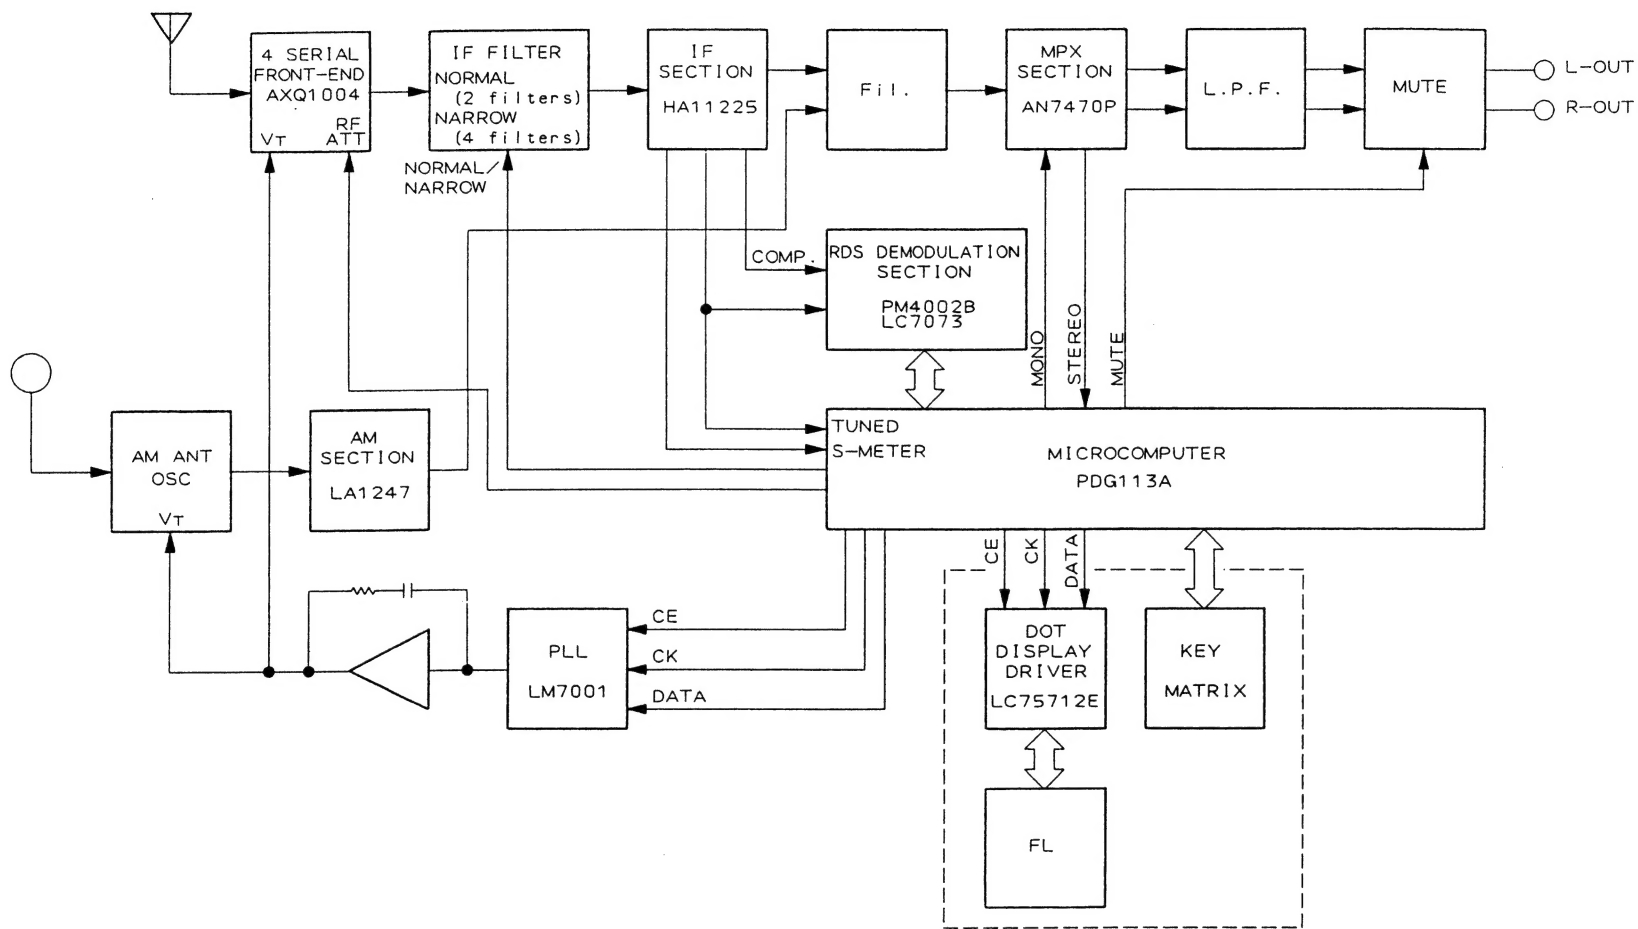 4 SERIAL
FRONT-END
AXQ1004
RF
VT ATT
IF FILTER
NORMAL
(2 filters)
NARROW
(4 filters)
NORMAL/
NARROW
IF
SECTION
HA11225
Fil.
MPX
SECTION
AN7470P
L.P.F.
MUTE
L-OUT
R-OUT
COMP.
RDS DEMODULATION
SECTION
PM4002B
LC7073
MONO
STEREO
MUTE
AM ANT
OSC
VT
AM
SECTION
LA1247
TUNED
S-METER
MICROCOMPUTER
PDG113A
CE
CK
DATA
PLL
LM7001
CE
CK
DATA
DOT
DISPLAY
DRIVER
LC75712E
KEY
MATRIX
FL